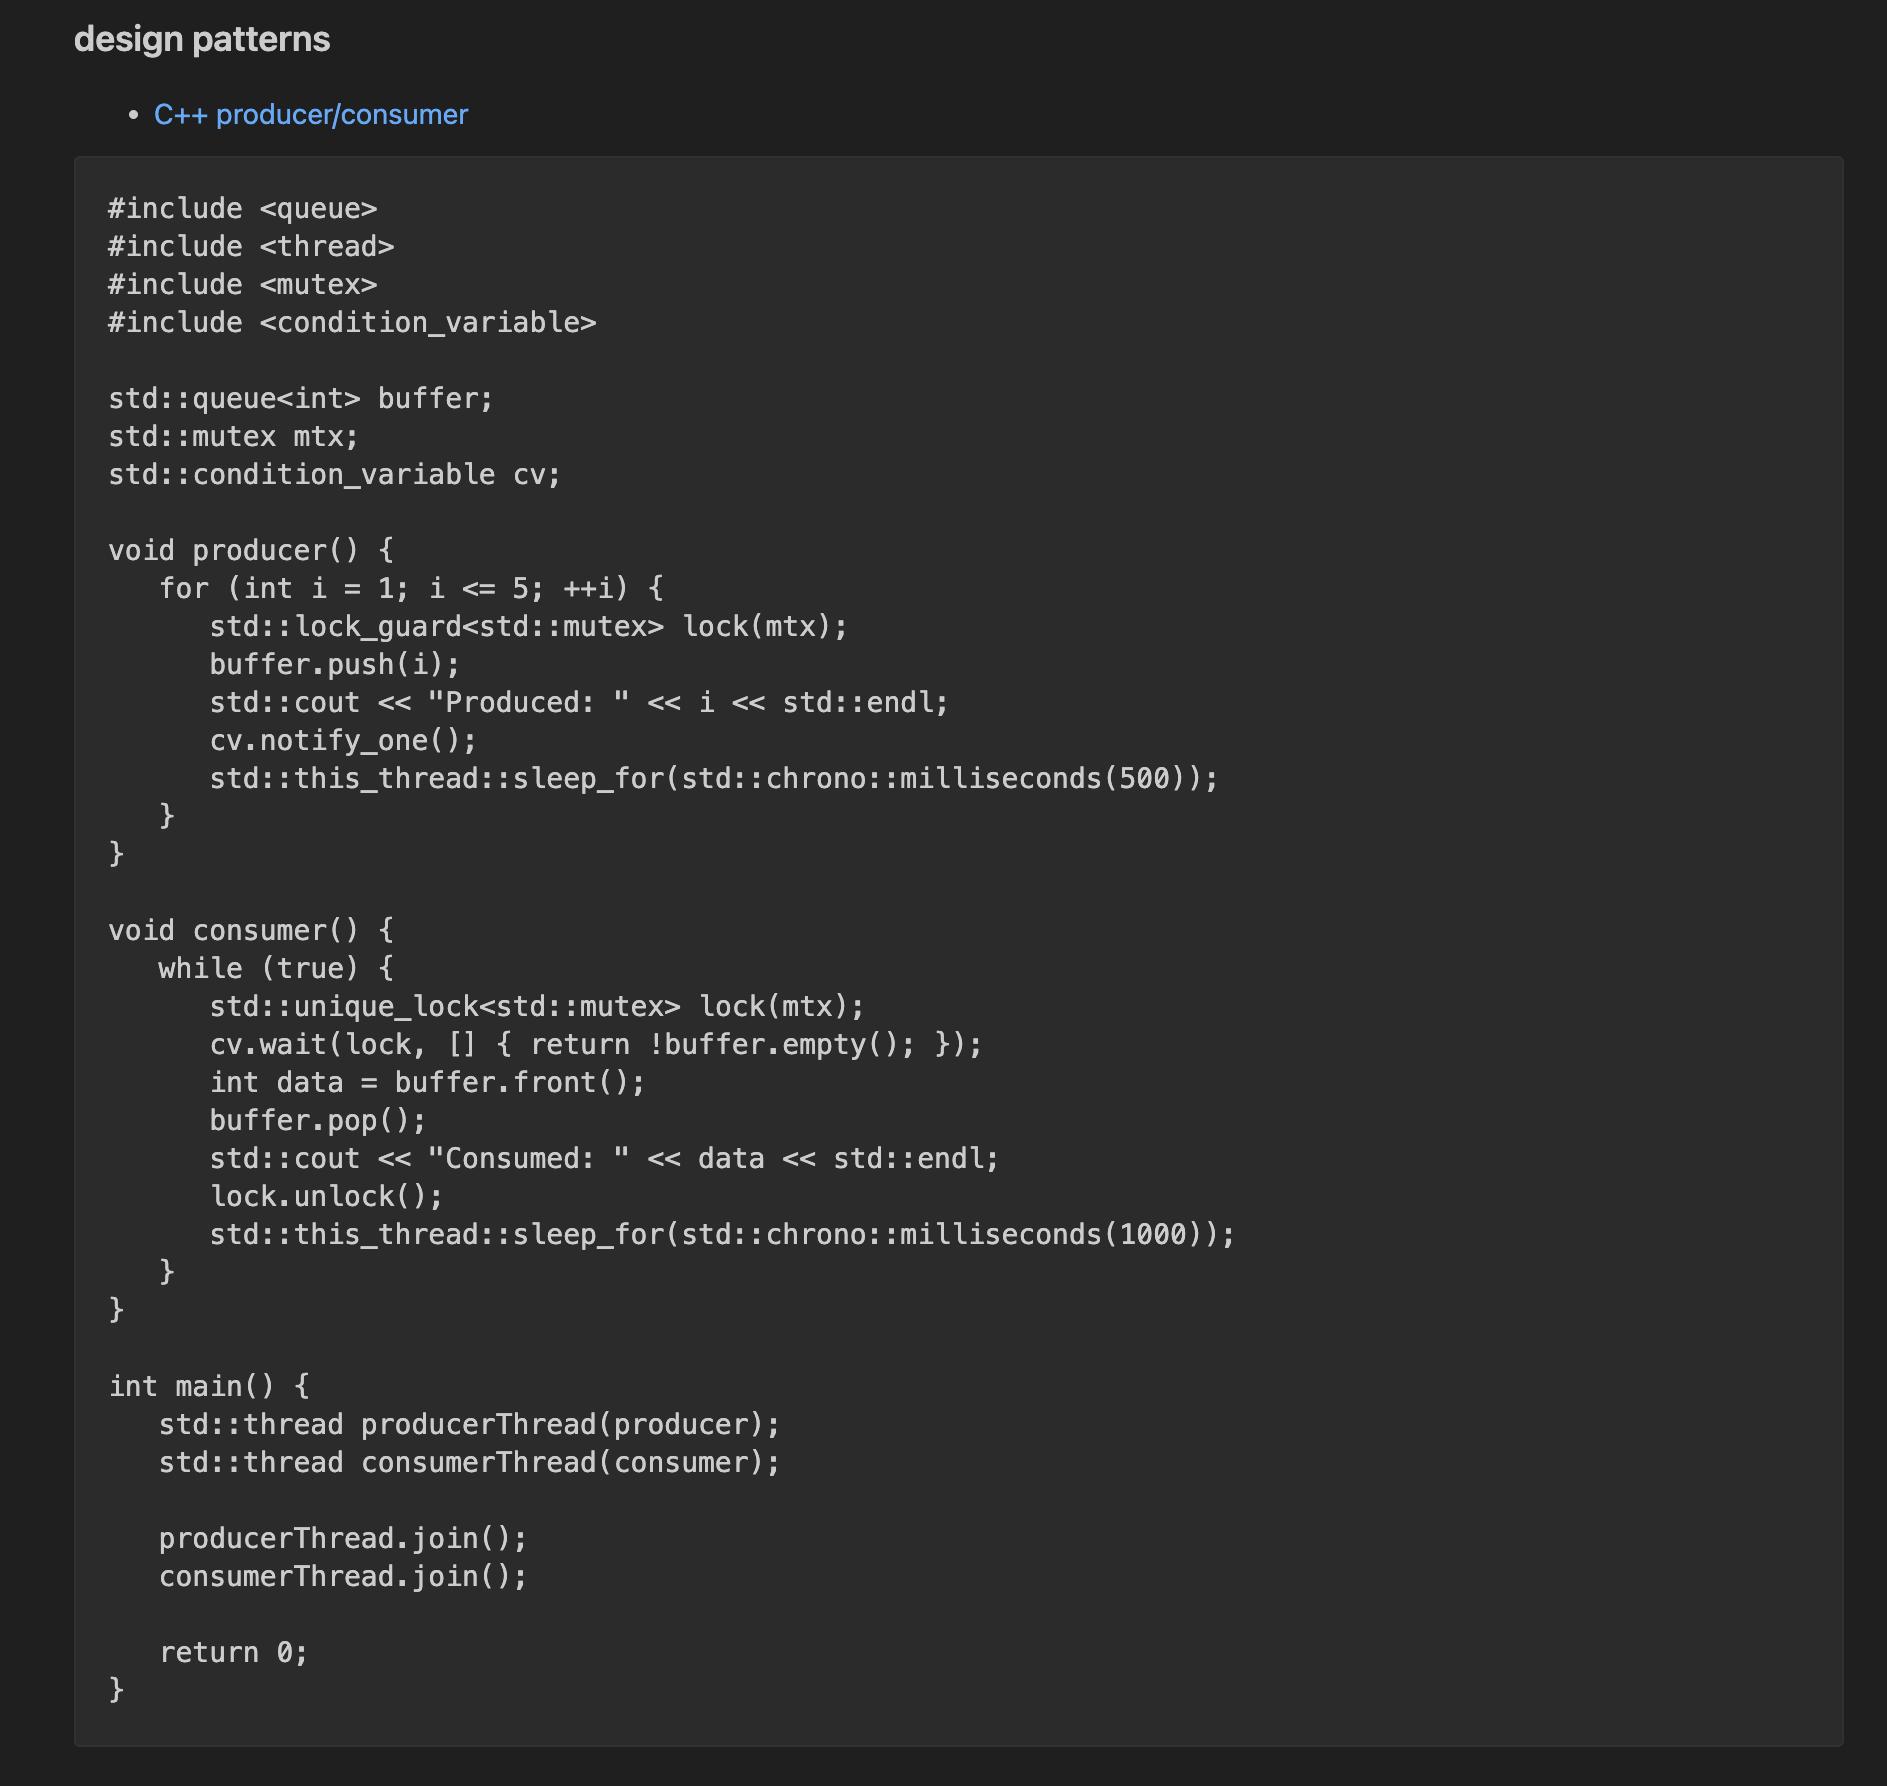 design patterns
• C++ producer/consumer
#include <queue>
#include <thread>
#include <mutex>
#include <condition_variable>

std::queue<int> buffer;
std::mutex mtx;
std::condition_variable cv;

void producer() {
   for (int i = 1; i <= 5; ++i) {
      std::lock_guard<std::mutex> lock(mtx);
      buffer.push(i);
      std::cout << "Produced: " << i << std::endl;
      cv.notify_one();
      std::this_thread::sleep_for(std::chrono::milliseconds(500));
   }
}

void consumer() {
   while (true) {
      std::unique_lock<std::mutex> lock(mtx);
      cv.wait(lock, [] { return !buffer.empty(); });
      int data = buffer.front();
      buffer.pop();
      std::cout << "Consumed: " << data << std::endl;
      lock.unlock();
      std::this_thread::sleep_for(std::chrono::milliseconds(1000));
   }
}

int main() {
   std::thread producerThread(producer);
   std::thread consumerThread(consumer);

   producerThread.join();
   consumerThread.join();

   return 0;
}